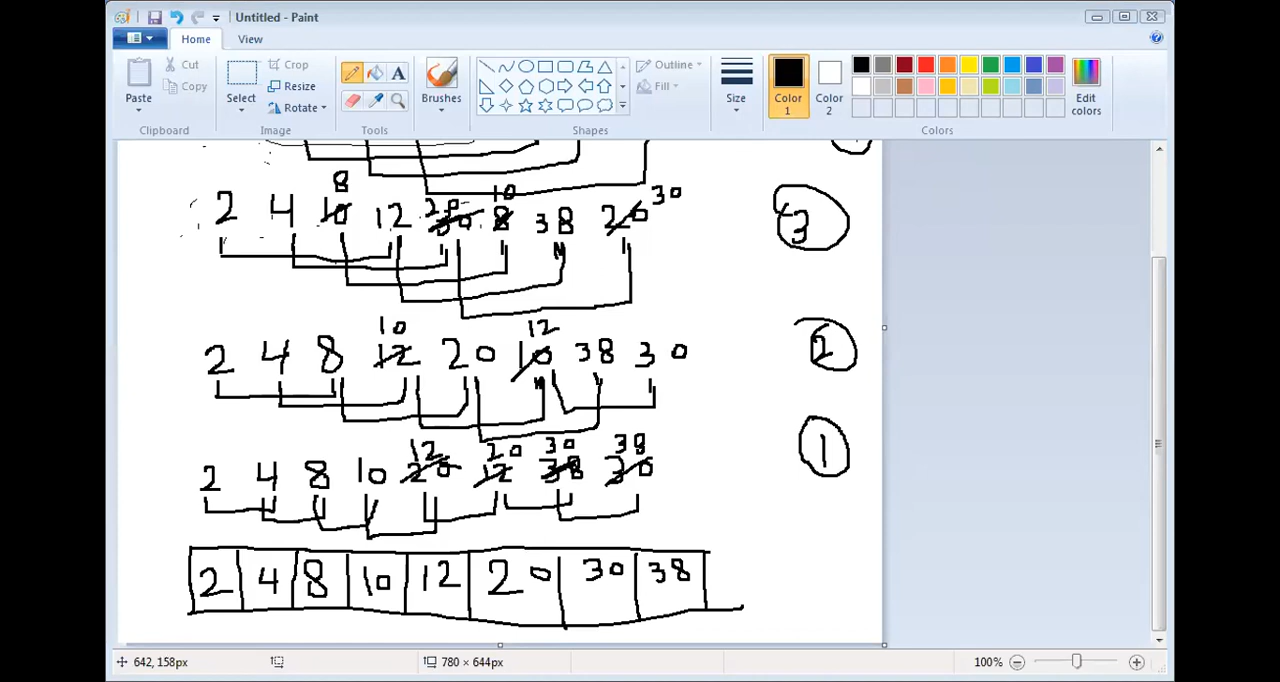 Untitled - Paint
Home View
Paste
Cut
Copy
Select
Crop
Resize
Rotate
Brushes
Outline
Fill
Size
Color 1
Color 2
Edit colors
Clipboard Image Tools Shapes Colors
8 20 10 30
2 4 10 12 30 8 38 20 3
10 12
2 4 8 12 20 10 38 30 2
12 20 30 38
2 4 8 10 20 12 38 30 1
2 4 8 10 12 20 30 38
642, 158px 780 × 644px 100%